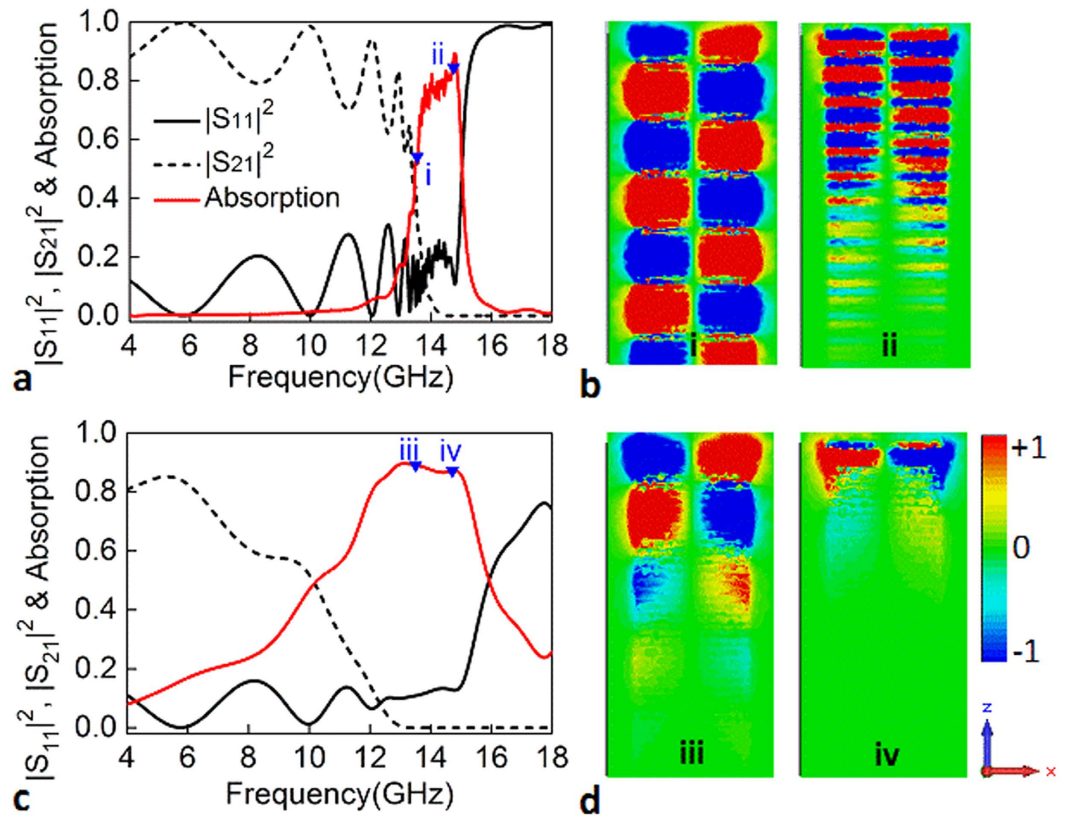 |S11|², |S21|² & Absorption
1.0
0.8
0.6
0.4
0.2
0.0
|S11|²
|S21|²
Absorption
i
ii
4 6 8 10 12 14 16 18
Frequency(GHz)
a
i
ii
b
|S11|², |S21|² & Absorption
1.0
0.8
0.6
0.4
0.2
0.0
iii iv
4 6 8 10 12 14 16 18
Frequency(GHz)
c
iii
iv
d
+1
0
-1
z
x